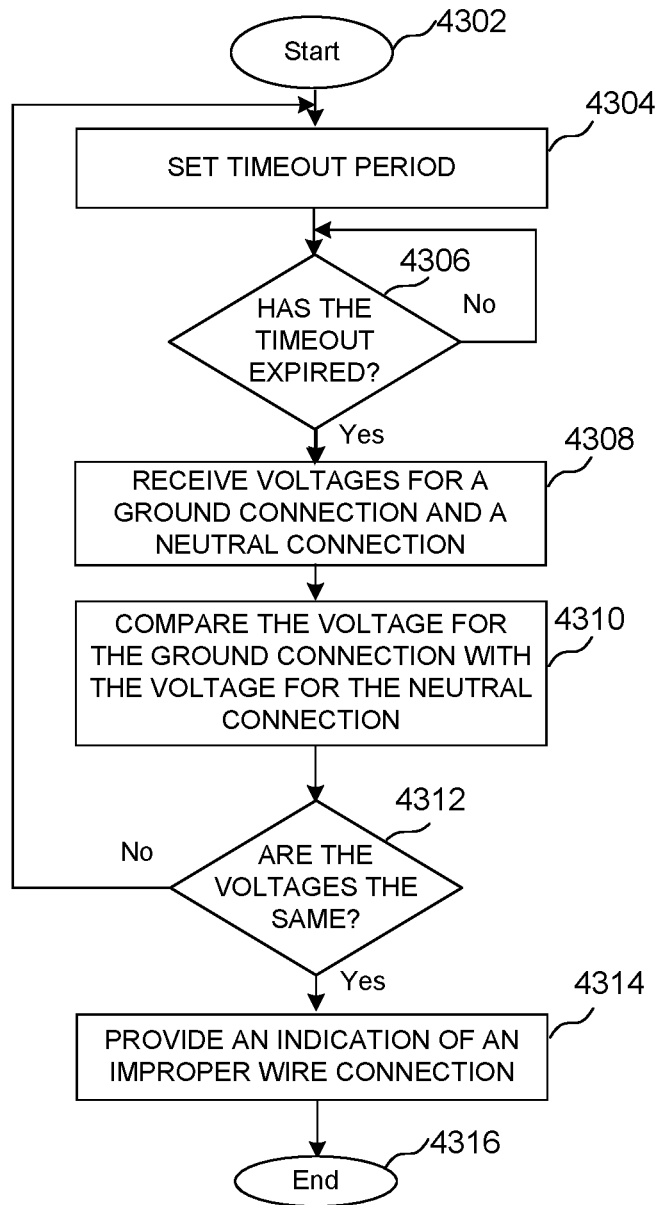 4302
Start
4304
SET TIMEOUT PERIOD
4306
HAS THE
TIMEOUT
EXPIRED?
No
Yes
4308
RECEIVE VOLTAGES FOR A
GROUND CONNECTION AND A
NEUTRAL CONNECTION
4310
COMPARE THE VOLTAGE FOR
THE GROUND CONNECTION WITH
THE VOLTAGE FOR THE NEUTRAL
CONNECTION
4312
No
ARE THE
VOLTAGES THE
SAME?
Yes
4314
PROVIDE AN INDICATION OF AN
IMPROPER WIRE CONNECTION
4316
End